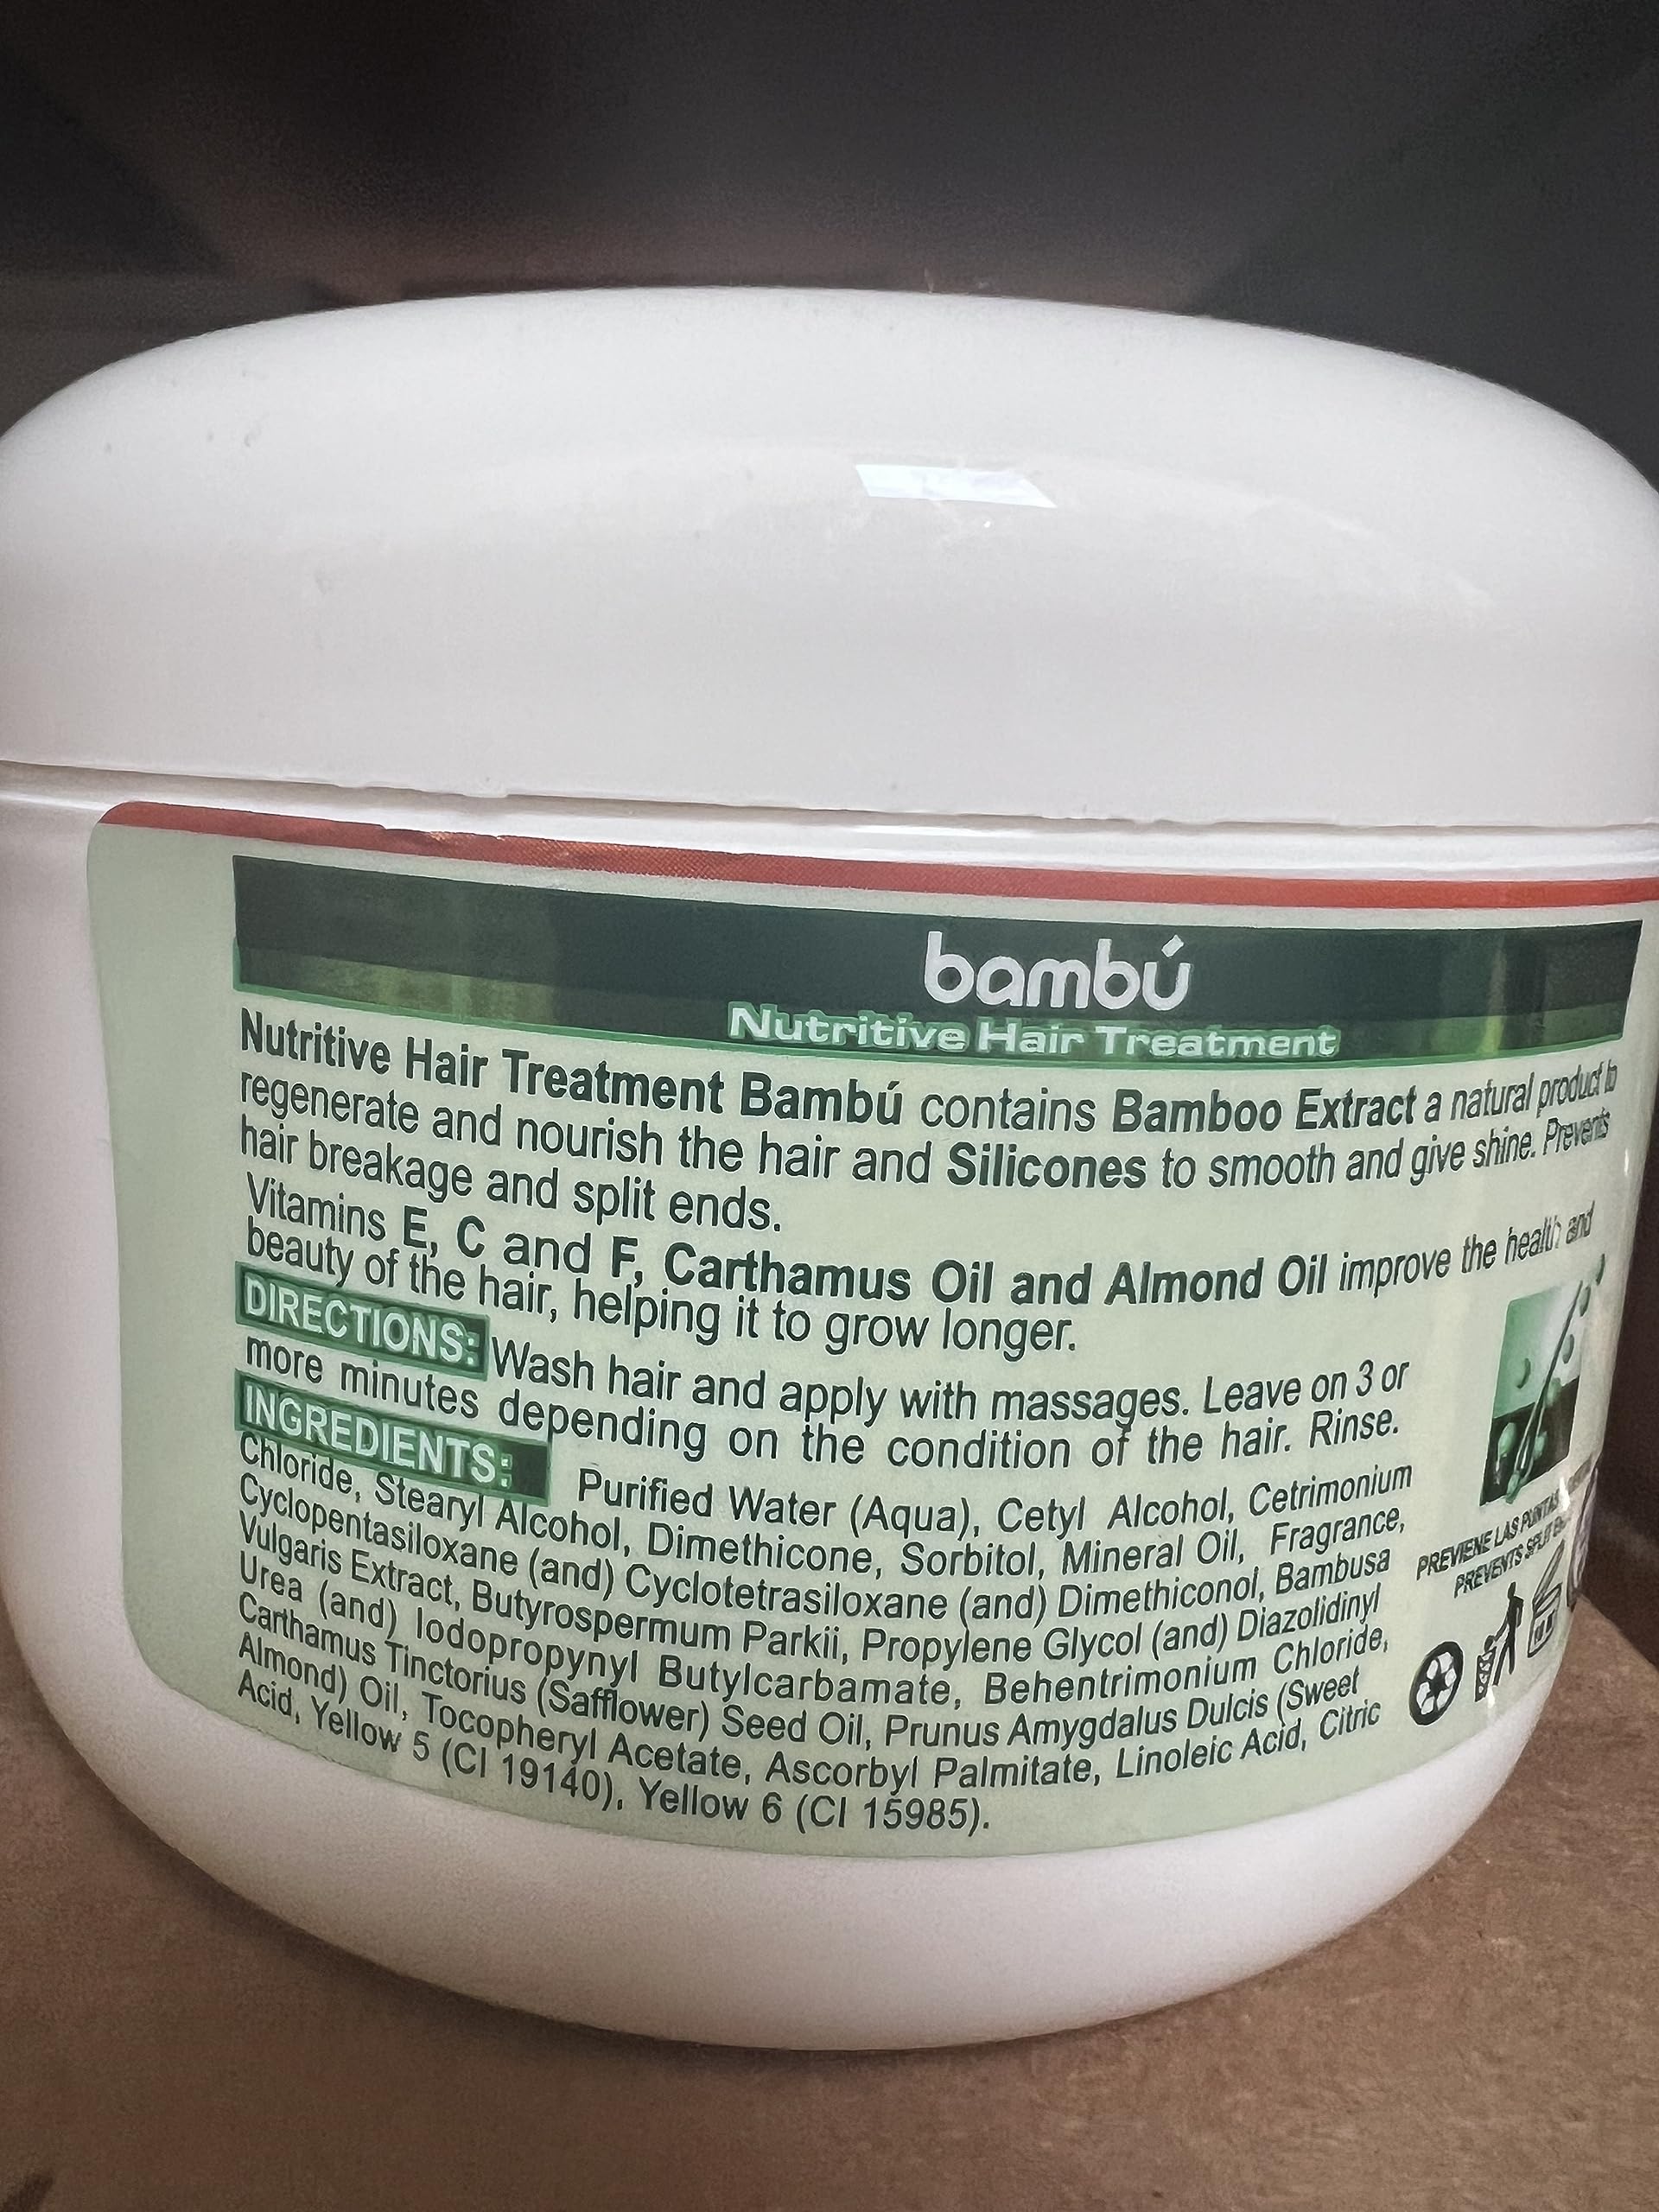 bambú
Nutritive Hair Treatment
Nutritive Hair Treatment Bambú contains Bamboo Extract a natural product to
regenerate and nourish the hair and Silicones to smooth and give shine. Prevents
hair breakage and split ends.
Vitamins E, C and F, Carthamus Oil and Almond Oil improve the health and
beauty of the hair, helping it to grow longer.
DIRECTIONS: Wash hair and apply with massages. Leave on 3 or
more minutes depending on the condition of the hair. Rinse.
INGREDIENTS: Purified Water (Aqua), Cetyl Alcohol, Cetrimonium
Chloride, Stearyl Alcohol, Dimethicone, Sorbitol, Mineral Oil, Fragrance,
Cyclopentasiloxane (and) Cyclotetrasiloxane (and) Dimethiconol, Bambusa
Vulgaris Extract, Butyrospermum Parkii, Propylene Glycol (and) Diazolidinyl
Urea (and) Iodopropynyl Butylcarbamate, Behentrimonium Chloride,
Carthamus Tinctorius (Safflower) Seed Oil, Prunus Amygdalus Dulcis (Sweet
Almond) Oil, Tocopheryl Acetate, Ascorbyl Palmitate, Linoleic Acid, Citric
Acid, Yellow 5 (CI 19140), Yellow 6 (CI 15985).
PREVIENE LAS PUNTAS
PREVENTS SPLIT